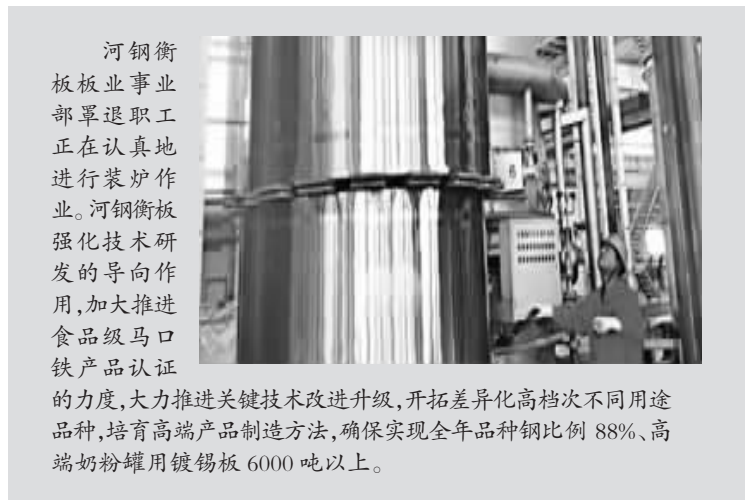 河钢衡
板板业事业
部罩退职工
正在认真地
进行装炉作
业。河钢衡板
强化技术研
发的导向作
用,加大推进
食品级马口
铁产品认证
的力度,大力推进关键技术改进升级,开拓差异化高档次不同用途
品种,培育高端产品制造方法,确保实现全年品种钢比例 88%、高
端奶粉罐用镀锡板 6000 吨以上。